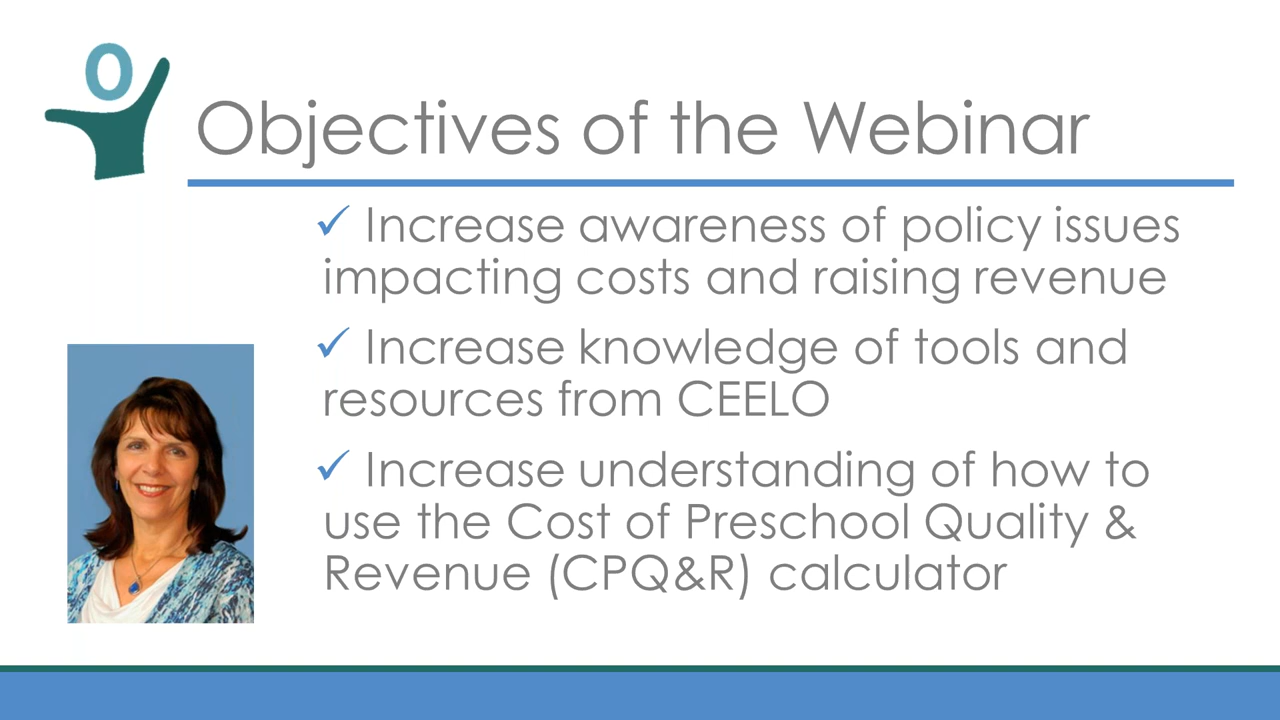 Objectives of the Webinar
✓ Increase awareness of policy issues
impacting costs and raising revenue
✓ Increase knowledge of tools and
resources from CEELO
✓ Increase understanding of how to
use the Cost of Preschool Quality &
Revenue (CPQ&R) calculator